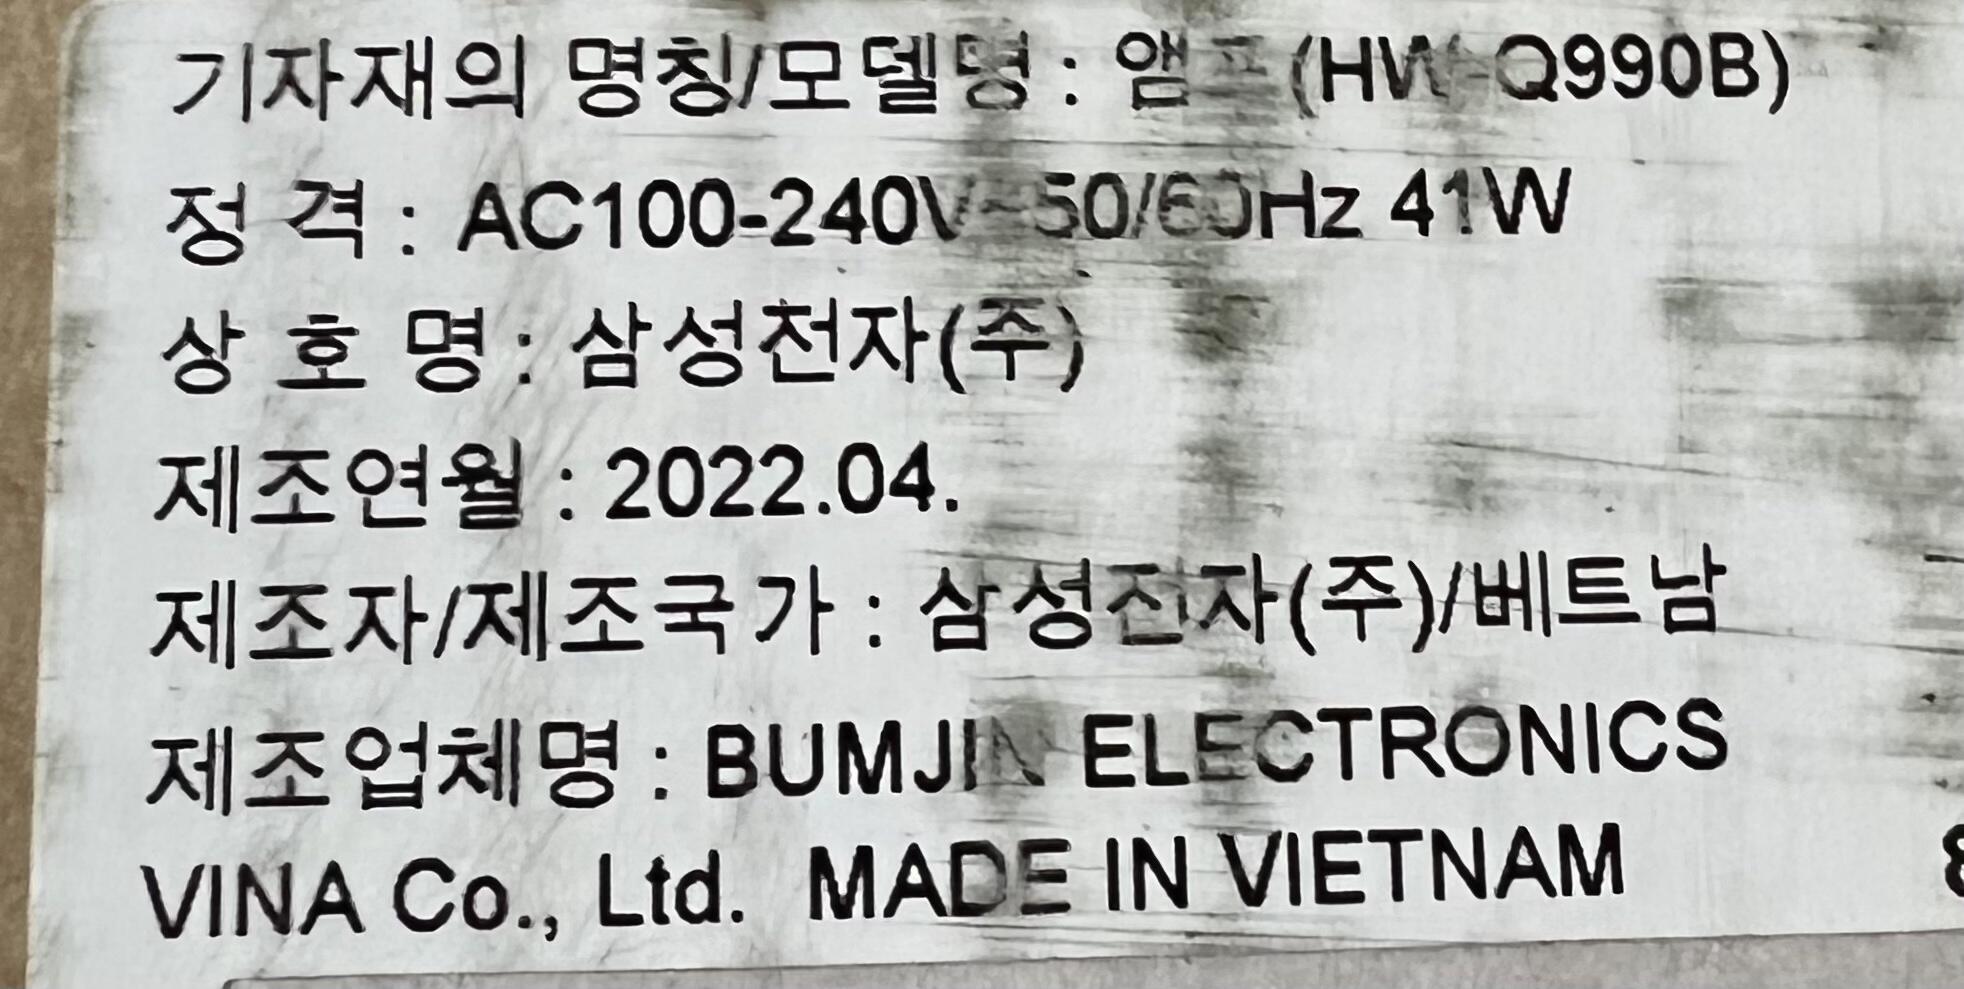 기자재의 명칭/모델명 : 앰프 (HW-Q990B)
정 격 : AC100-240V~50/60Hz 41W
상 호 명 : 삼성전자(주)
제조연월 : 2022.04.
제조자/제조국가 : 삼성전자(주)/베트남
제조업체명 : BUMJIN ELECTRONICS
VINA Co., Ltd. MADE IN VIETNAM